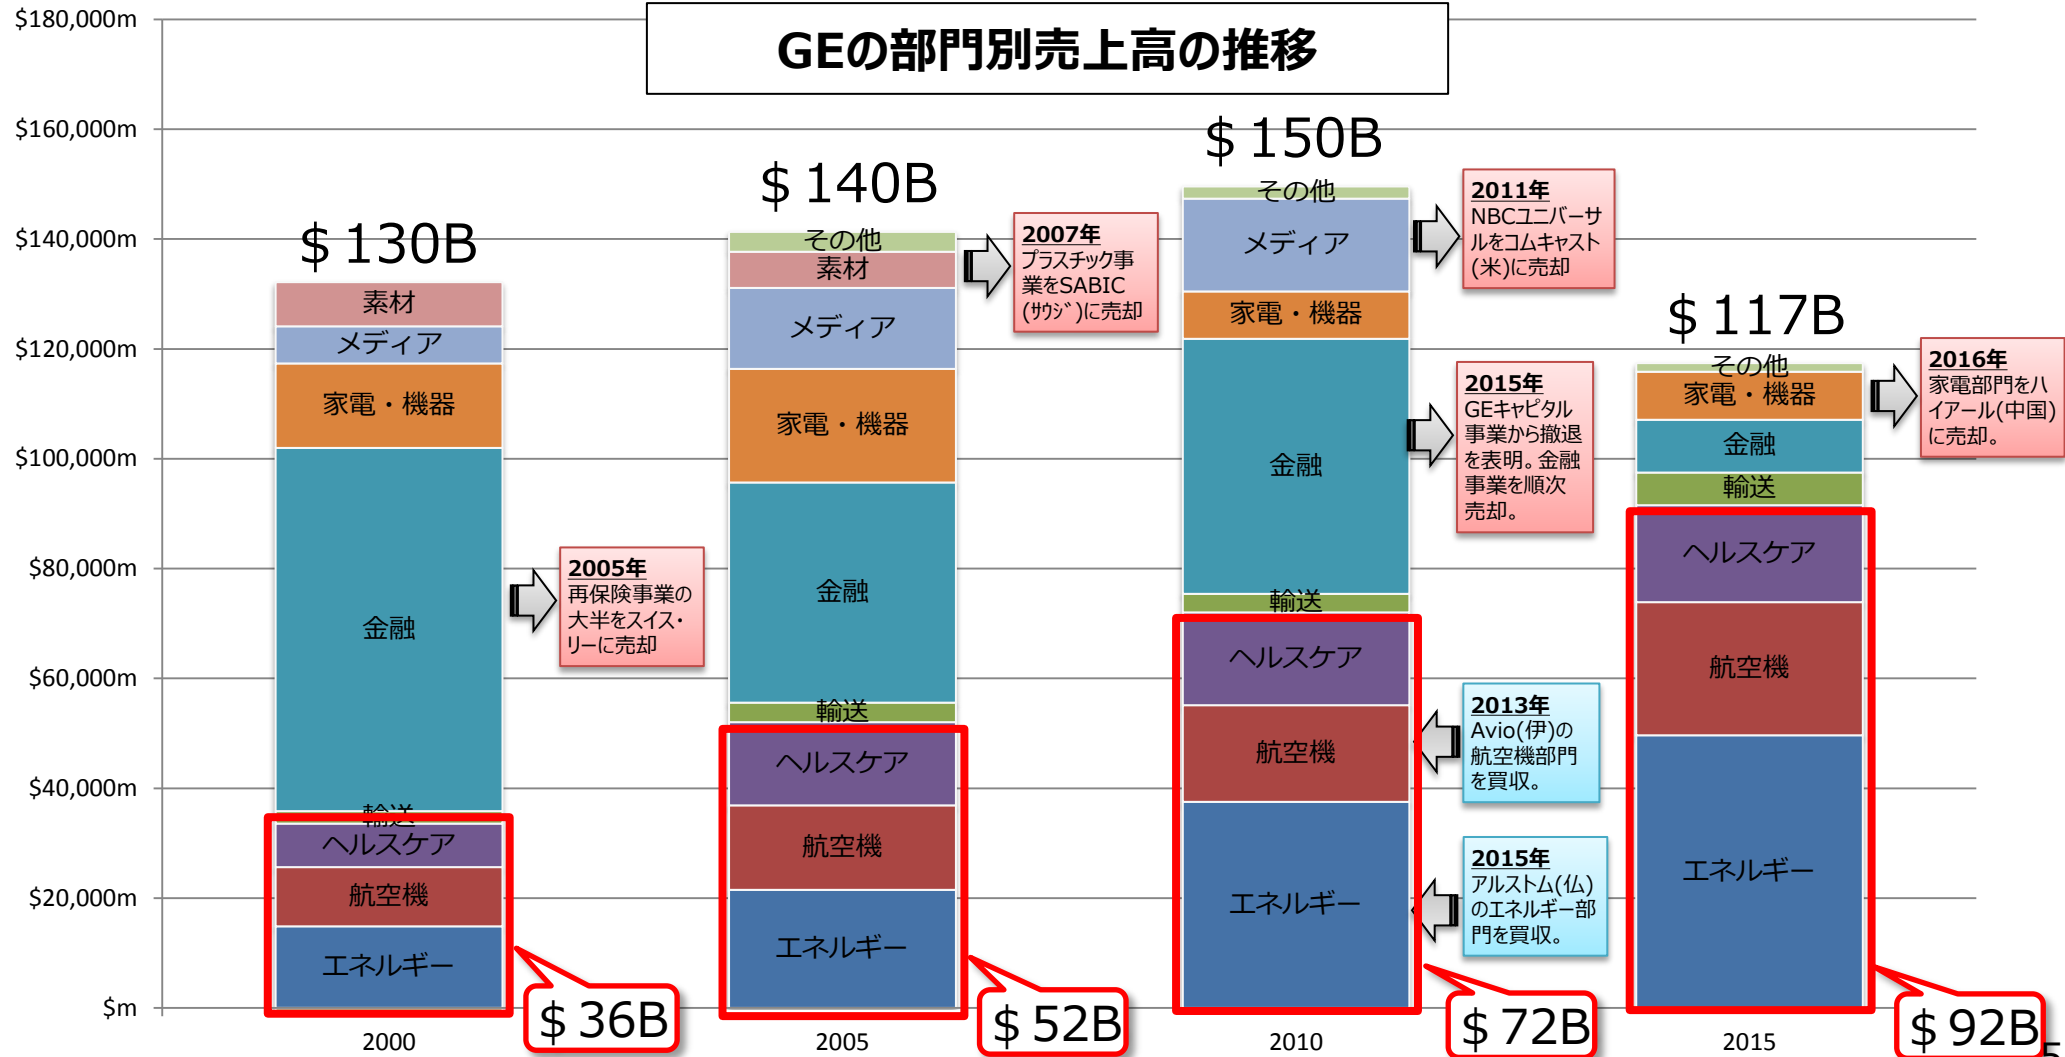 GEの部門別売上高の推移
$180,000m
$160,000m
$140,000m
$120,000m
$100,000m
$80,000m
$60,000m
$40,000m
$20,000m
$m
＄130B
素材
メディア
家電・機器
金融
輸送
ヘルスケア
航空機
エネルギー
＄36B
2000
2005年
再保険事業の
大半をスイス・
リーに売却
＄140B
その他
素材
メディア
家電・機器
金融
輸送
ヘルスケア
航空機
エネルギー
＄52B
2005
2007年
プラスチック事
業をSABIC
(ｻｳｼﾞ)に売却
＄150B
その他
メディア
家電・機器
金融
輸送
ヘルスケア
航空機
エネルギー
＄72B
2010
2011年
NBCユニバーサ
ルをコムキャスト
(米)に売却
2015年
GEキャピタル
事業から撤退
を表明。金融
事業を順次
売却。
2013年
Avio(伊)の
航空機部門
を買収。
2015年
アルストム(仏)
のエネルギー部
門を買収。
＄117B
その他
家電・機器
金融
輸送
ヘルスケア
航空機
エネルギー
＄92B
2015
2016年
家電部門をハ
イアール(中国)
に売却。